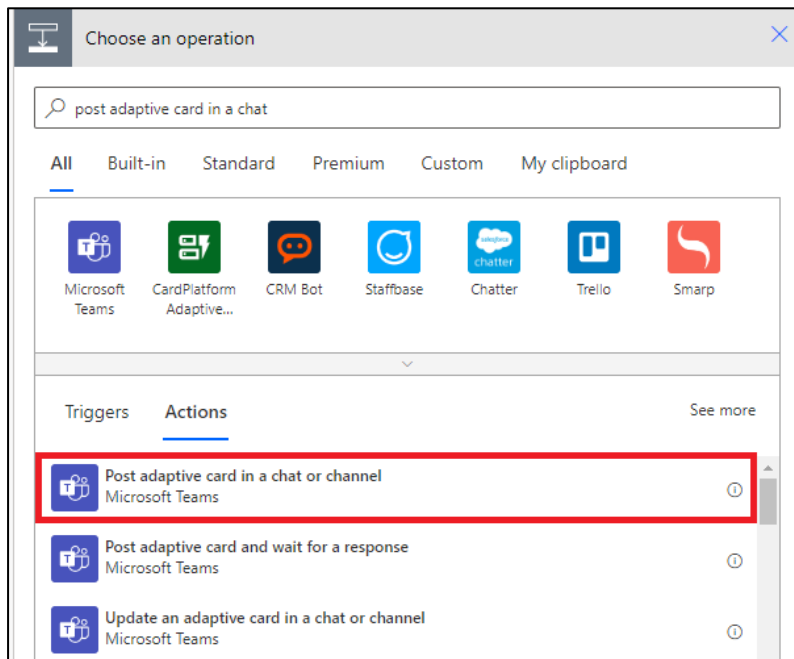 Choose an operation
post adaptive card in a chat
All Built-in Standard Premium Custom My clipboard
salesforce
chatter
Microsoft Teams
CardPlatform Adaptive...
CRM Bot
Staffbase
Chatter
Trello
Smarp
Triggers Actions See more
Post adaptive card in a chat or channel
Microsoft Teams
Post adaptive card and wait for a response
Microsoft Teams
Update an adaptive card in a chat or channel
Microsoft Teams